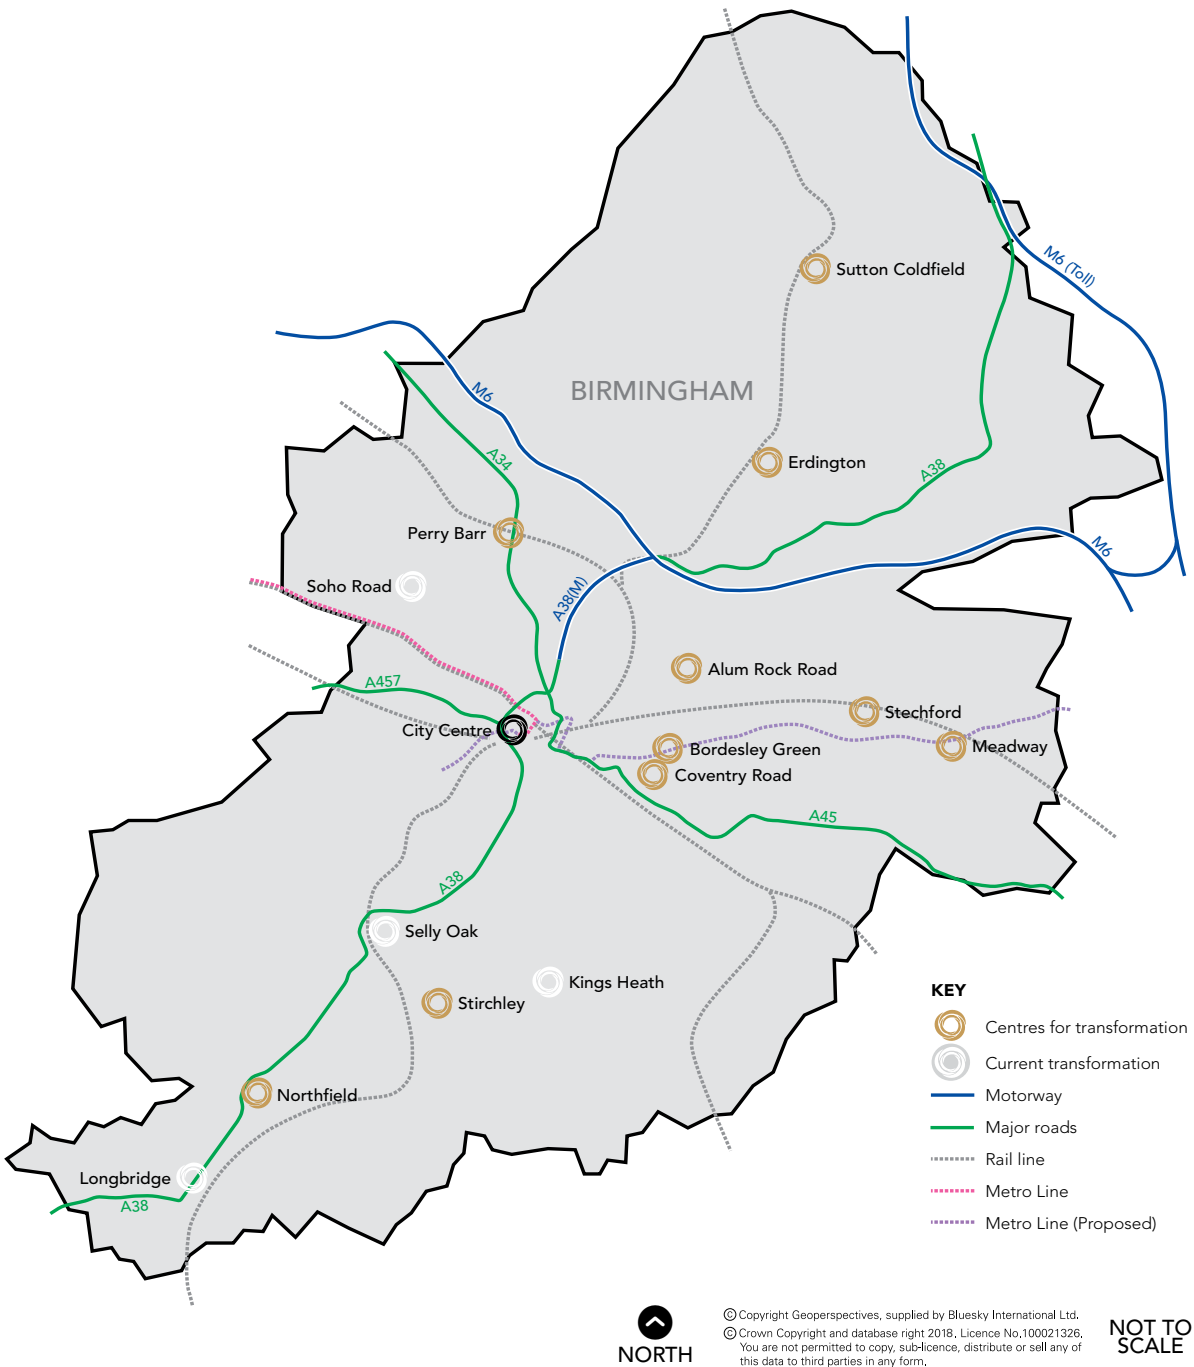 M6 (Toll)
Sutton Coldfield
BIRMINGHAM
M6
A34
Erdington
A38
Perry Barr
M6
Soho Road
A38(M)
Alum Rock Road
A457
Stechford
City Centre
Bordesley Green
Meadway
Coventry Road
A45
A38
Selly Oak
Kings Heath
Stirchley
Northfield
Longbridge
A38
KEY
Centres for transformation
Current transformation
Motorway
Major roads
Rail line
Metro Line
Metro Line (Proposed)
NORTH
© Copyright Geoperspectives, supplied by Bluesky International Ltd.
© Crown Copyright and database right 2018. Licence No.100021326.
You are not permitted to copy, sub-licence, distribute or sell any of
this data to third parties in any form.
NOT TO
SCALE